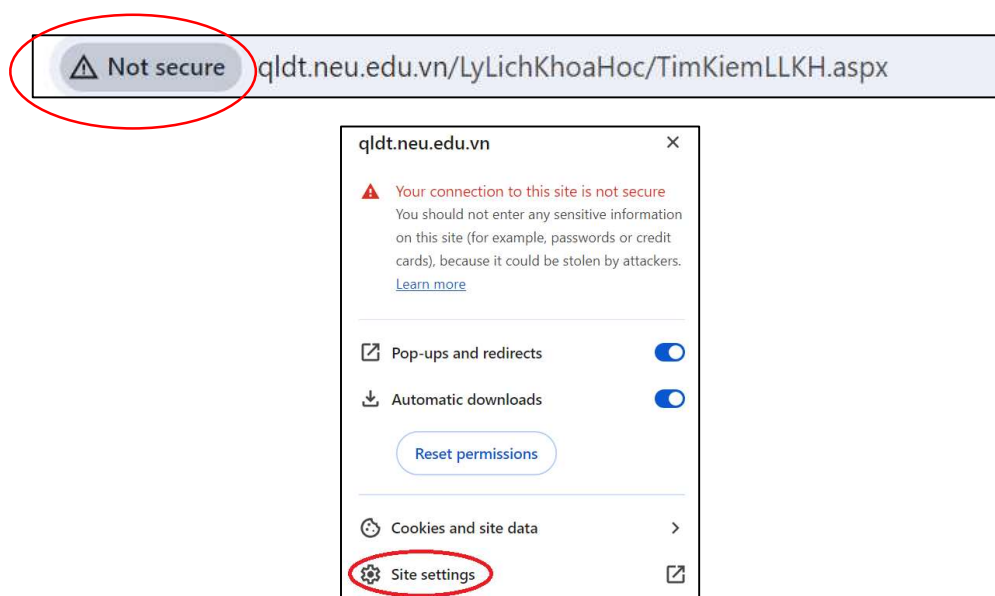 Not secure qldt.neu.edu.vn/LyLichKhoaHoc/TimKiemLLKH.aspx
qldt.neu.edu.vn
Your connection to this site is not secure
You should not enter any sensitive information
on this site (for example, passwords or credit
cards), because it could be stolen by attackers.
Learn more
Pop-ups and redirects
Automatic downloads
Reset permissions
Cookies and site data
Site settings